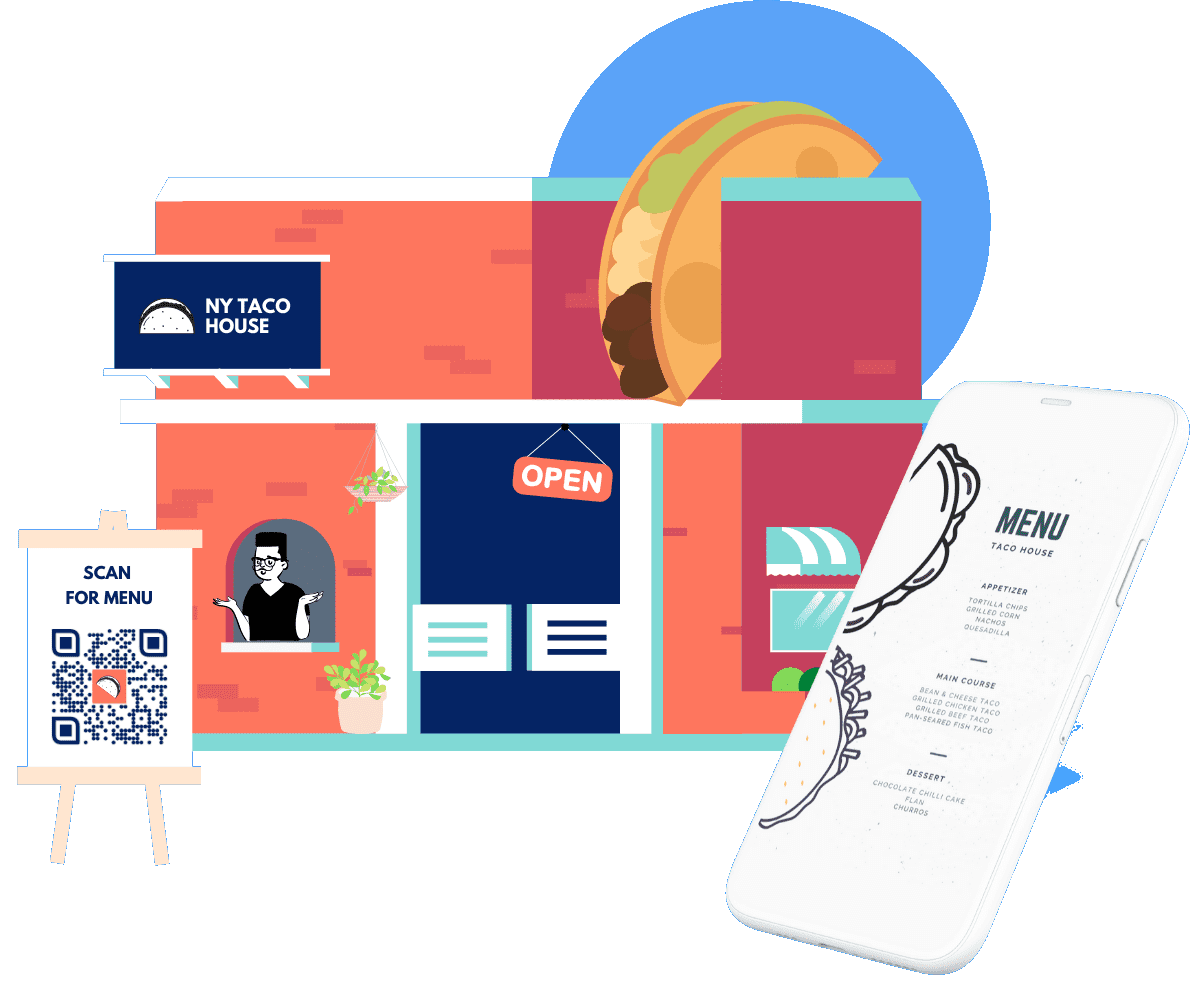 NY TACO
HOUSE
OPEN
SCAN
FOR MENU
MENU
TACO HOUSE
APPETIZER
TORTILLA CHIPS
GRILLED CORN
NACHOS
QUESADILLA
MAIN COURSE
BEAN & CHEESE TACO
GRILLED CHICKEN TACO
GRILLED BEEF TACO
PAN-SEARED FISH TACO
DESSERT
CHOCOLATE CHILLI CAKE
FLAN
CHURROS